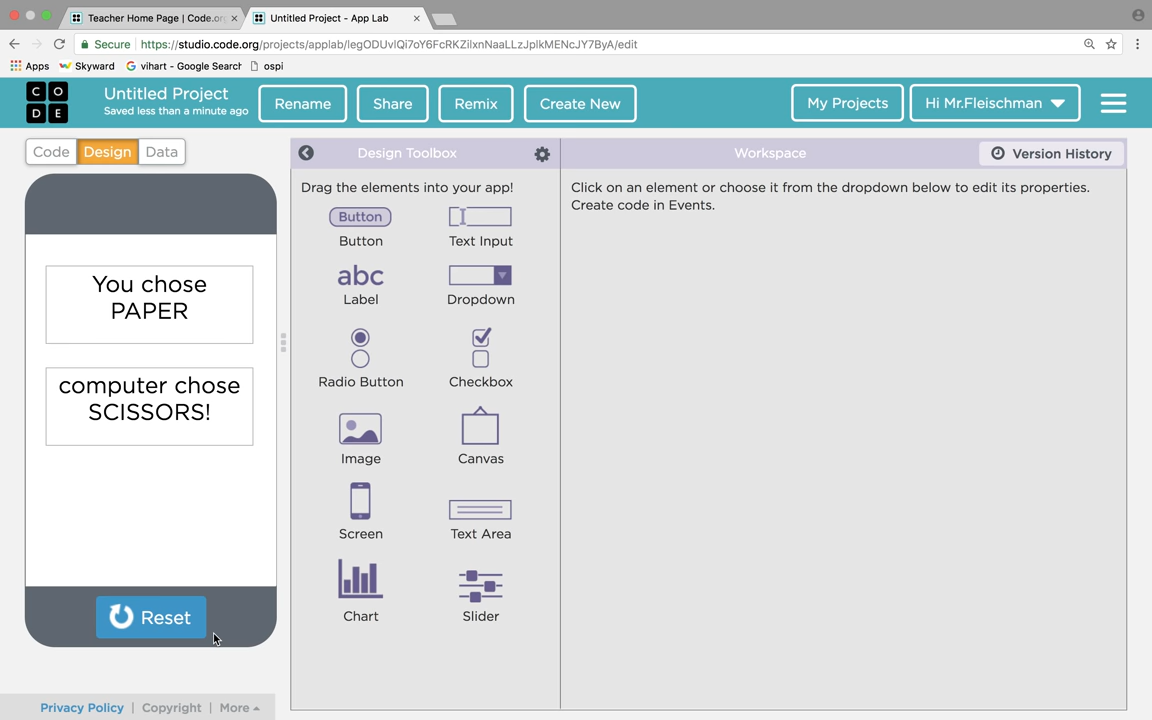 Teacher Home Page | Code.or
Untitled Project - App Lab
Secure
https://studio.code.org/projects/applab/legODUvlQi7oY6FcRKZilxnNaaLLzJplkMENcJY7ByA/edit
Apps
Skyward
vihart - Google Search
ospi
C O
D E
Untitled Project
Saved less than a minute ago
Rename
Share
Remix
Create New
My Projects
Hi Mr.Fleischman
Code
Design
Data
Design Toolbox
Workspace
Version History
Drag the elements into your app!
Click on an element or choose it from the dropdown below to edit its properties.
Create code in Events.
Button
Button
Text Input
abc
Label
Dropdown
Radio Button
Checkbox
Image
Canvas
Screen
Text Area
Chart
Slider
You chose
PAPER
computer chose
SCISSORS!
Reset
Privacy Policy | Copyright | More